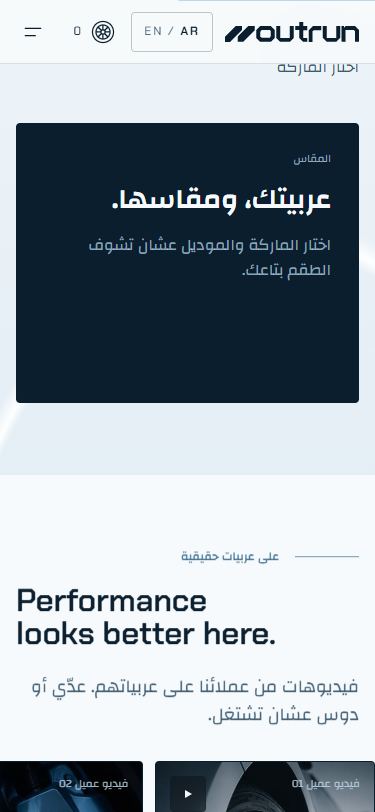 outrun
EN / AR
0
اختار الماركة
المقاس
عربيتك، ومقاسها.
اختار الماركة والموديل عشان تشوف
الطقم بتاعك.
على عربيات حقيقية
Performance
looks better here.
فيديوهات من عملائنا على عربياتهم. عدّي أو
دوس عشان تشتغل.
فيديو عميل 01
فيديو عميل 02